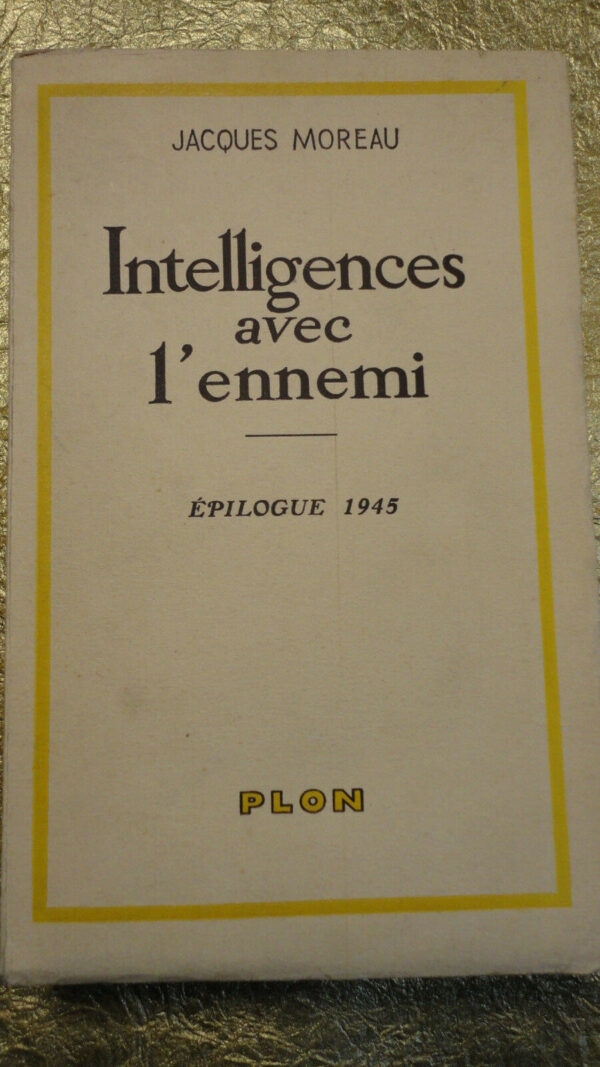 JACQUES MOREAU
Intelligences
avec
l'ennemi
ÉPILOGUE 1945
PLON